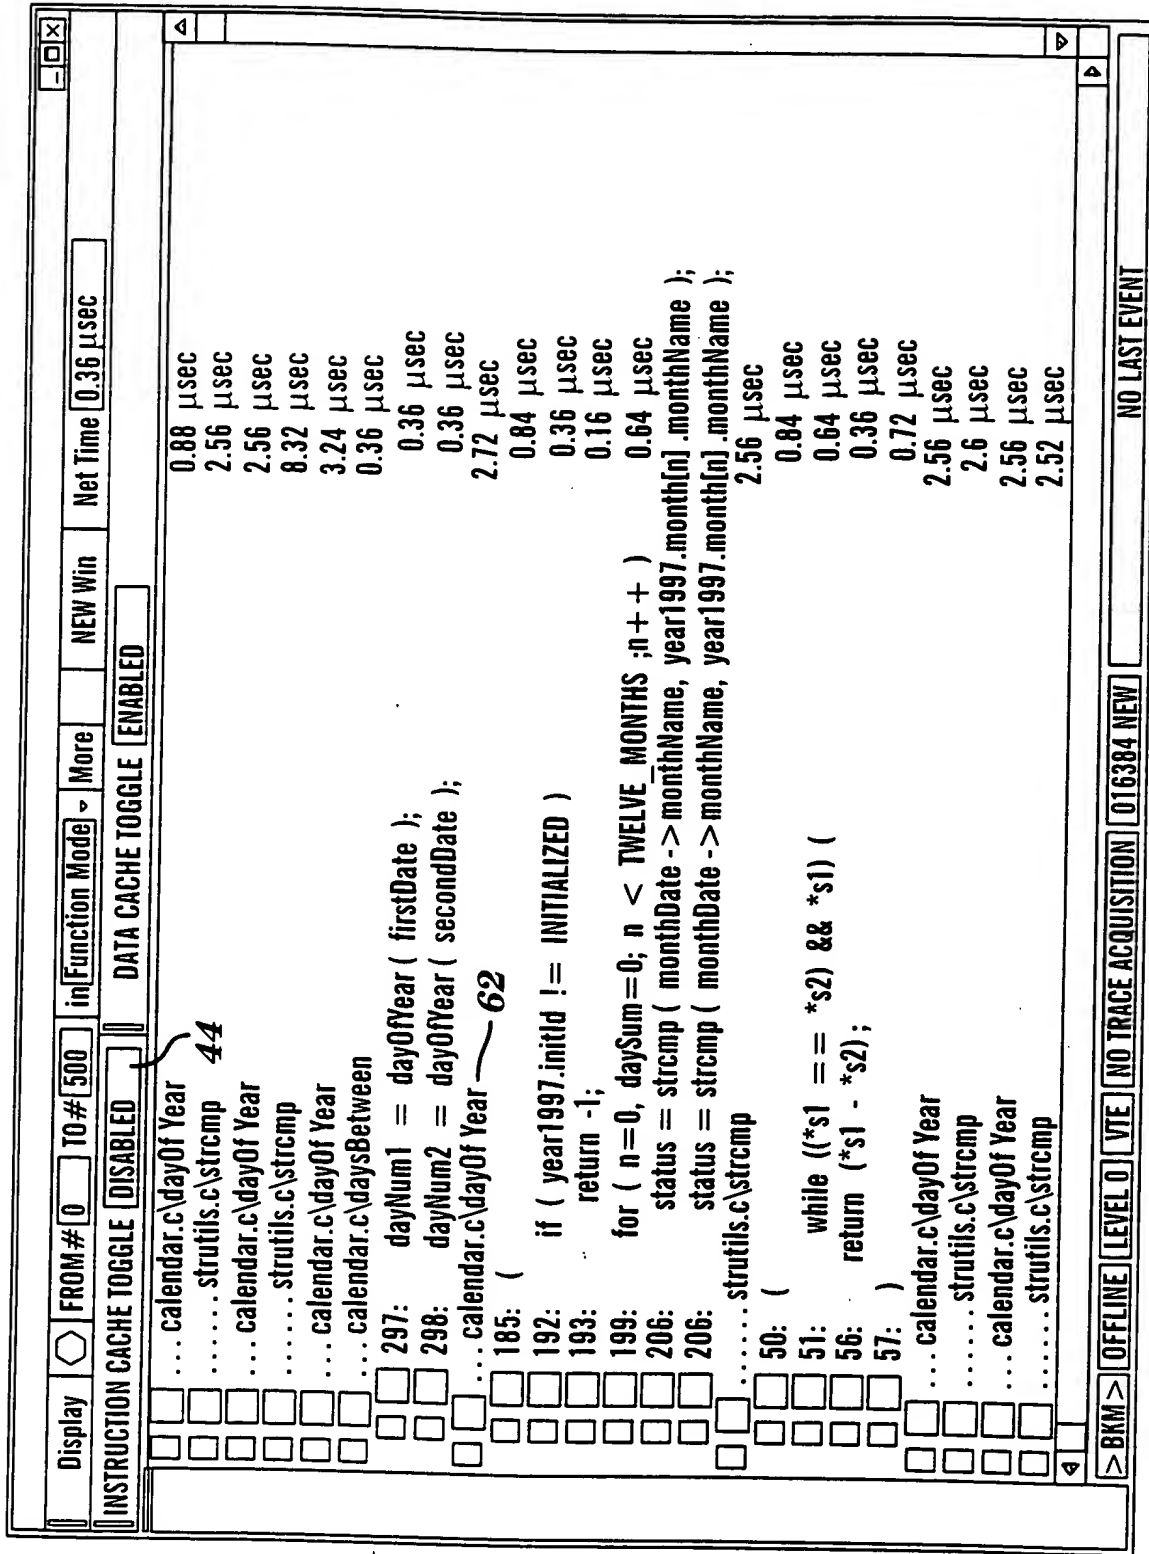 Display FROM# 0 TO# 500 in Function Mode More NEW Win Net Time 0.36 µsec
INSTRUCTION CACHE TOGGLE DISABLED DATA CACHE TOGGLE ENABLED
44
....calendar.c\dayOf Year 0.88 µsec
......strutils.c\strcmp 2.56 µsec
....calendar.c\dayOf Year 2.56 µsec
......strutils.c\strcmp 8.32 µsec
....calendar.c\dayOf Year 3.24 µsec
....calendar.c\daysBetween 0.36 µsec
297: dayNum1 = dayOfYear ( firstDate ); 0.36 µsec
298: dayNum2 = dayOfYear ( secondDate ); 0.36 µsec
...calendar.c\dayOf Year 62 2.72 µsec
185: ( 0.84 µsec
192: if ( year1997.initId != INITIALIZED ) 0.36 µsec
193: return -1; 0.16 µsec
199: for ( n=0, daySum=0; n < TWELVE_MONTHS ;n++ ) 0.64 µsec
206: status = strcmp ( monthDate -> monthName, year1997.month[n] .monthName );
206: status = strcmp ( monthDate -> monthName, year1997.month[n] .monthName );
.......strutils.c\strcmp 2.56 µsec
50: ( 0.84 µsec
51: while ((*s1 == *s2) && *s1) ( 0.64 µsec
56: return (*s1 - *s2); 0.36 µsec
57: ) 0.72 µsec
....calendar.c\dayOf Year 2.56 µsec
......strutils.c\strcmp 2.6 µsec
....calendar.c\dayOf Year 2.56 µsec
......strutils.c\strcmp 2.52 µsec
>BKM> OFFLINE LEVEL 0 VTE NO TRACE ACQUISITION 016384 NEW NO LAST EVENT